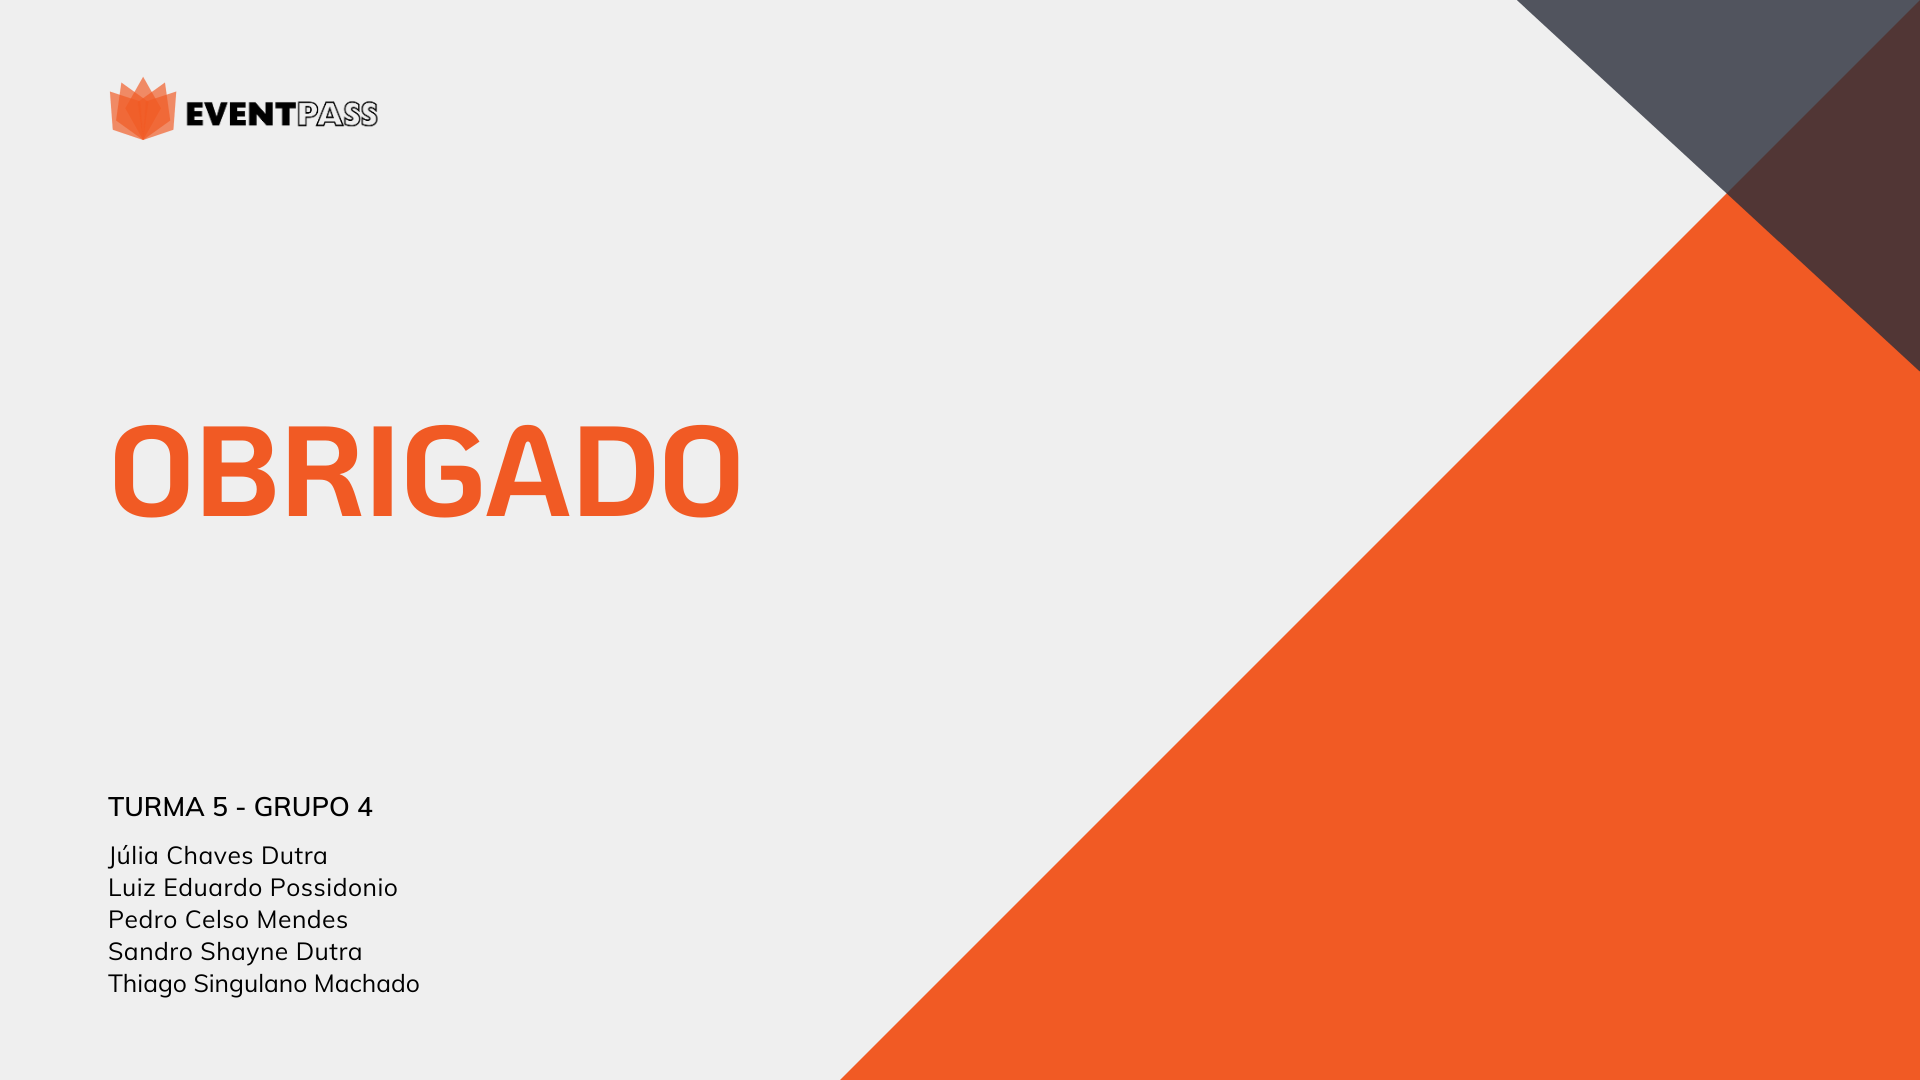 EVENTPASS
OBRIGADO
TURMA 5 - GRUPO 4
Júlia Chaves Dutra
Luiz Eduardo Possidonio
Pedro Celso Mendes
Sandro Shayne Dutra
Thiago Singulano Machado